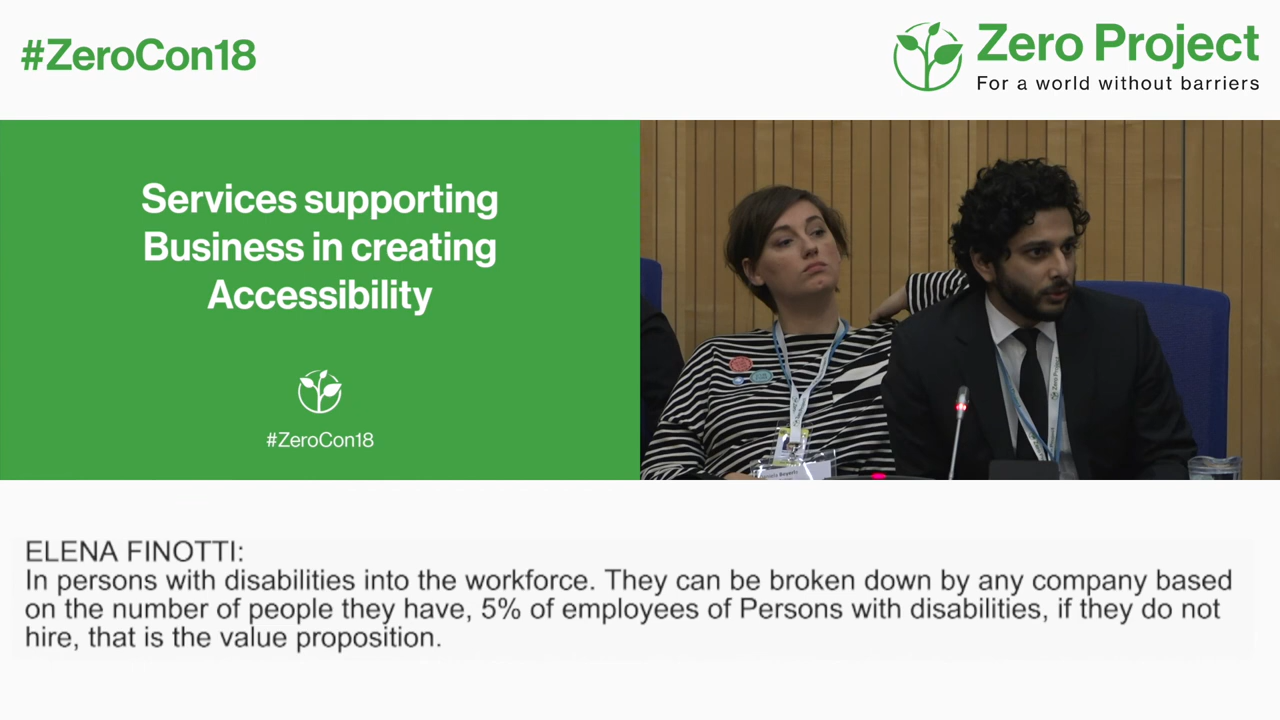 #ZeroCon18
Zero Project
For a world without barriers
Services supporting
Business in creating
Accessibility
#ZeroCon18
ELENA FINOTTI:
In persons with disabilities into the workforce. They can be broken down by any company based
on the number of people they have, 5% of employees of Persons with disabilities, if they do not
hire, that is the value proposition.